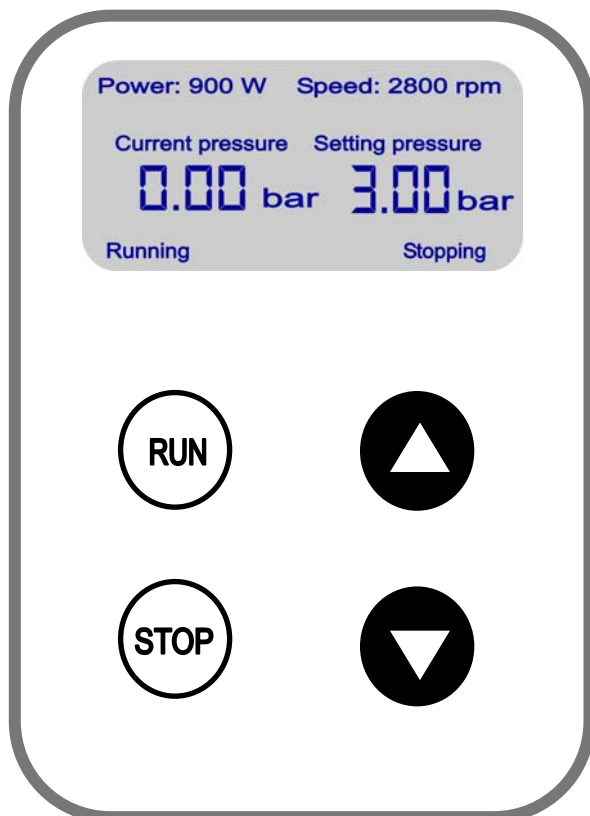 Power: 900 W Speed: 2800 rpm
Current pressure Setting pressure
0.00 bar 3.00 bar
Running Stopping
RUN
STOP